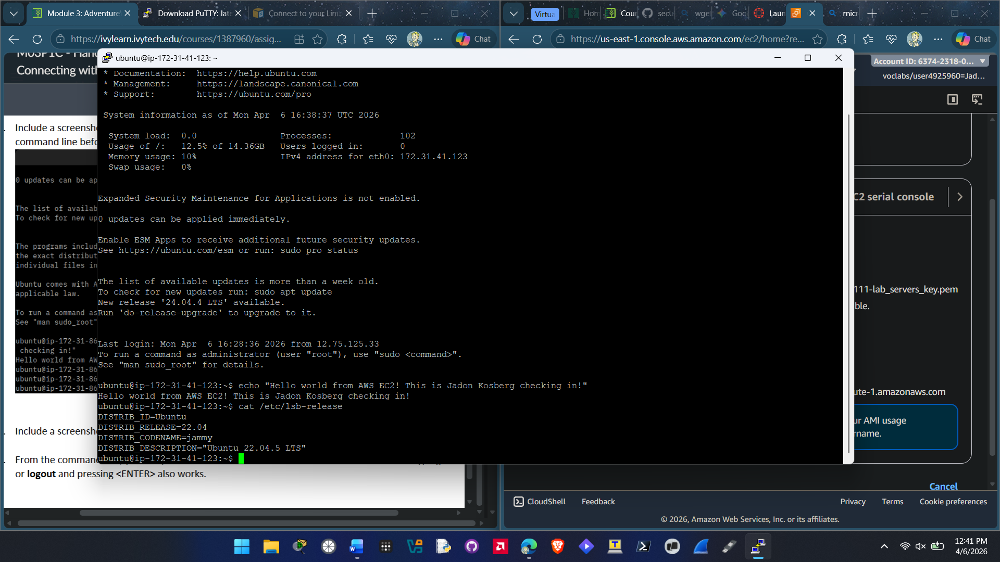 Module 3: Adventure
Download PuTTY: late
Connect to your Linu
Virtua
Hom
Cour
secu
wge
Goo
Laun
rnicr
https://ivylearn.ivytech.edu/courses/1387960/assig...
Chat
https://us-east-1.console.aws.amazon.com/ec2/home?re...
Chat
Connecting with
Account ID: 6374-2318-0...
voclabs/user4925960=Jad...
ubuntu@ip-172-31-41-123: ~
* Documentation:  https://help.ubuntu.com
* Management:     https://landscape.canonical.com
* Support:        https://ubuntu.com/pro
System information as of Mon Apr  6 16:38:37 UTC 2026
System load:  0.0                Processes:             102
Usage of /:   12.5% of 14.36GB   Users logged in:       0
Memory usage: 10%                IPv4 address for eth0: 172.31.41.123
Swap usage:   0%
Expanded Security Maintenance for Applications is not enabled.
0 updates can be applied immediately.
Enable ESM Apps to receive additional future security updates.
See https://ubuntu.com/esm or run: sudo pro status
The list of available updates is more than a week old.
To check for new updates run: sudo apt update
New release '24.04.4 LTS' available.
Run 'do-release-upgrade' to upgrade to it.
Last login: Mon Apr  6 16:28:36 2026 from 12.75.125.33
To run a command as administrator (user "root"), use "sudo <command>".
See "man sudo_root" for details.
ubuntu@ip-172-31-41-123:~$ echo "Hello world from AWS EC2! This is Jadon Kosberg checking in!"
Hello world from AWS EC2! This is Jadon Kosberg checking in!
ubuntu@ip-172-31-41-123:~$ cat /etc/lsb-release
DISTRIB_ID=Ubuntu
DISTRIB_RELEASE=22.04
DISTRIB_CODENAME=jammy
DISTRIB_DESCRIPTION="Ubuntu 22.04.5 LTS"
ubuntu@ip-172-31-41-123:~$
. Include a screensh
command line befo
0 updates can be ap
The list of availab
To check for new up
The programs includ
the exact distribut
individual files in
Ubuntu comes with A
applicable law.
To run a command as
See "man sudo_root"
ubuntu@ip-172-31-86
checking in!"
Hello world from AW
ubuntu@ip-172-31-86
ubuntu@ip-172-31-86
ubuntu@ip-172-31-86
. Include a screensh
. From the comman
or logout and pressing <ENTER> also works.
C2 serial console
111-lab_servers_key.pem
ble.
ute-1.amazonaws.com
ur AMI usage
rname.
Cancel
CloudShell
Feedback
Privacy
Terms
Cookie preferences
© 2026, Amazon Web Services, Inc. or its affiliates.
12:41 PM
4/6/2026